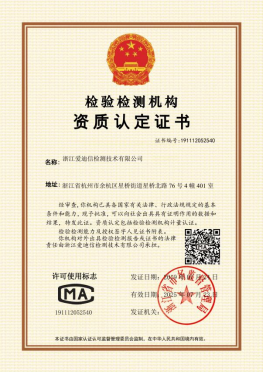 检验检测机构
资质认定证书
证书编号:191112052540
名称:浙江爱迪信检测技术有限公司
地址:浙江省杭州市余杭区星桥街道星桥北路 76 号 4 幢 401 室
经审查,你机构已具备国家有关法律、行政法规规定的基本
条件和能力,现予批准,可以向社会出具具有证明作用的数据和
结果,特发此证。资质认定包括检验检测机构计量认证。
检验检测能力及授权签字人见证书附表。
你机构对外出具检验检测报告或证书的法律
责任由浙江爱迪信检测技术有限公司承担。
许可使用标志
MA
191112052540
发证日期:
有效日期:
发证机关:
本证书由国家认证认可监督管理委员会监制,在中华人民共和国境内有效。